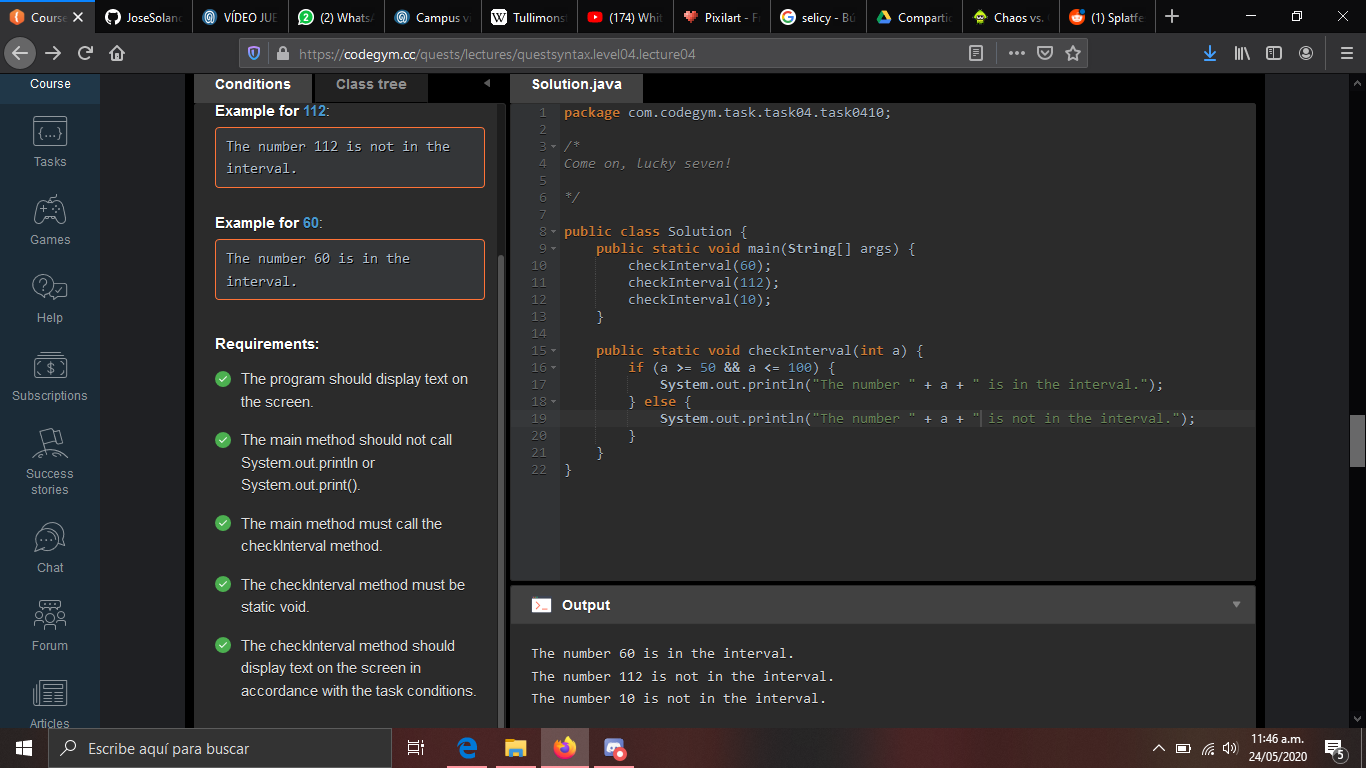 Course
JoseSolanc
VÍDEO JUE
(2) WhatsA
Campus vi
Tullimonst
(174) Whit
Pixilart - F
selicy - Bú
Compartic
Chaos vs. (
(1) Splatfe
https://codegym.cc/quests/lectures/questsyntax.level04.lecture04
Course
Tasks
Games
Help
Subscriptions
Success
stories
Chat
Forum
Articles
Conditions
Class tree
Example for 112:
The number 112 is not in the
interval.
Example for 60:
The number 60 is in the
interval.
Requirements:
The program should display text on
the screen.
The main method should not call
System.out.println or
System.out.print().
The main method must call the
checkInterval method.
The checkInterval method must be
static void.
The checkInterval method should
display text on the screen in
accordance with the task conditions.
Solution.java
1 package com.codegym.task.task04.task0410;
2
3 /*
4 Come on, lucky seven!
5
6 */
7
8 public class Solution {
9 public static void main(String[] args) {
10 checkInterval(60);
11 checkInterval(112);
12 checkInterval(10);
13 }
14
15 public static void checkInterval(int a) {
16 if (a >= 50 && a <= 100) {
17 System.out.println("The number " + a + " is in the interval.");
18 } else {
19 System.out.println("The number " + a + " is not in the interval.");
20 }
21 }
22 }
Output
The number 60 is in the interval.
The number 112 is not in the interval.
The number 10 is not in the interval.
Escribe aquí para buscar
11:46 a.m.
24/05/2020
5